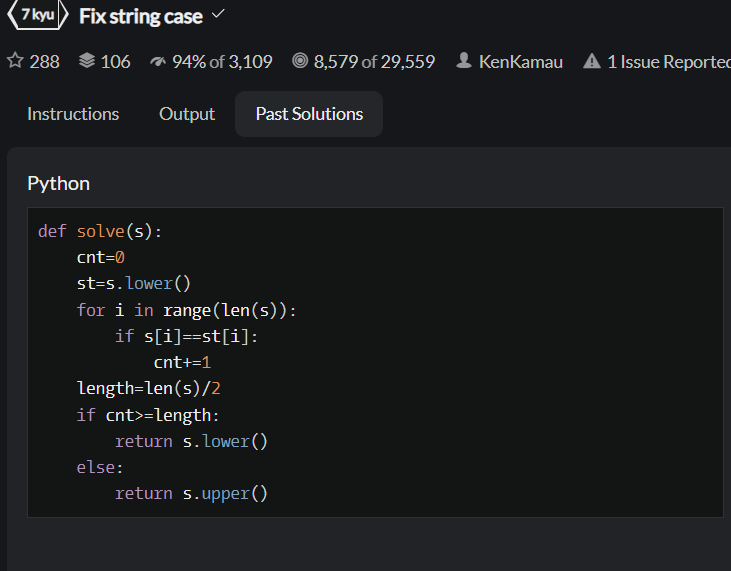 7 kyu Fix string case
288 106 94% of 3,109 8,579 of 29,559 KenKamau 1 Issue Reported
Instructions Output Past Solutions
Python
def solve(s):
    cnt=0
    st=s.lower()
    for i in range(len(s)):
        if s[i]==st[i]:
            cnt+=1
    length=len(s)/2
    if cnt>=length:
        return s.lower()
    else:
        return s.upper()